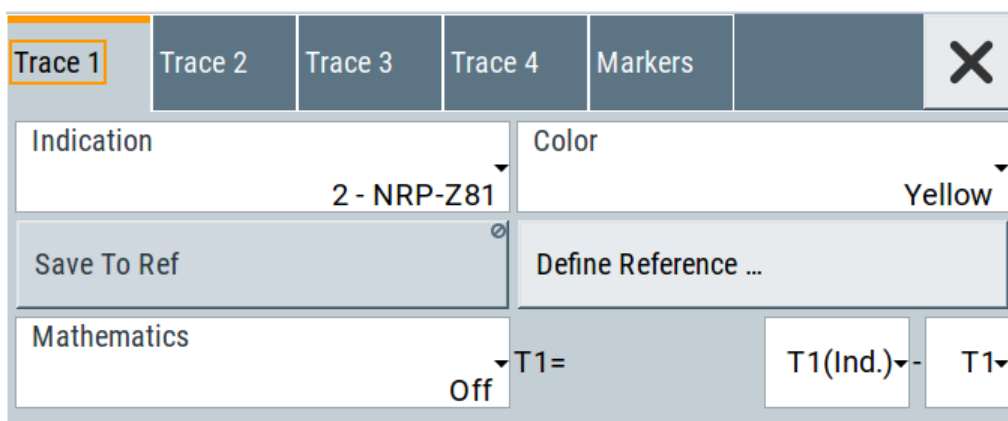 Trace 1 Trace 2 Trace 3 Trace 4 Markers
Indication Color
2 - NRP-Z81 Yellow
Save To Ref Define Reference ...
Mathematics
Off T1= T1(Ind.) - T1